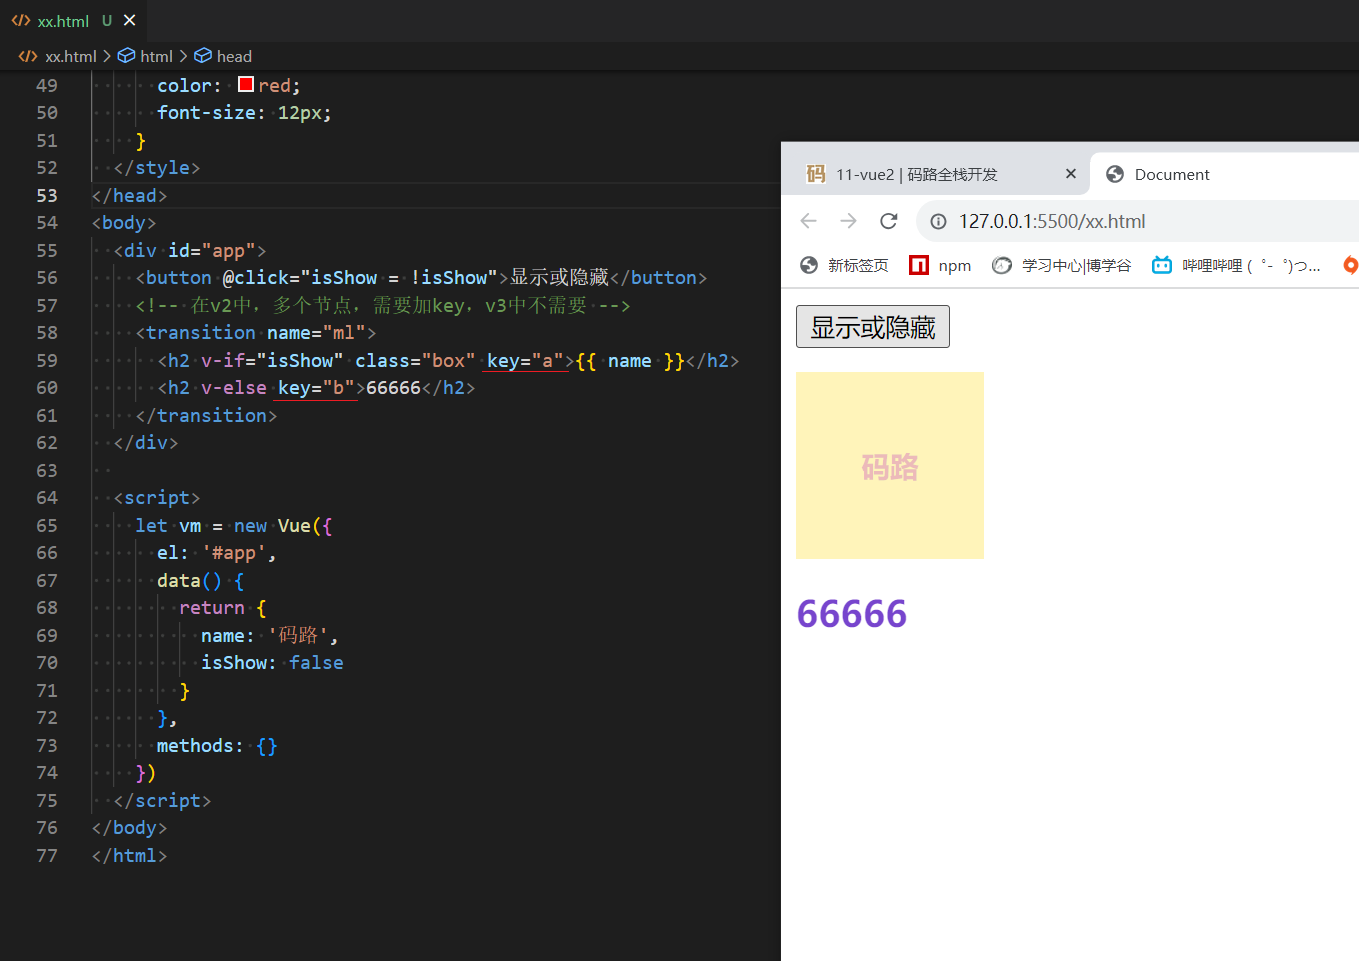 xx.html U
xx.html > html > head
49 color: red;
50 font-size: 12px;
51 }
52 </style>
53 </head>
54 <body>
55 <div id="app">
56 <button @click="isShow = !isShow">显示或隐藏</button>
57 <!-- 在v2中，多个节点，需要加key，v3中不需要 -->
58 <transition name="ml">
59 <h2 v-if="isShow" class="box" key="a">{{ name }}</h2>
60 <h2 v-else key="b">66666</h2>
61 </transition>
62 </div>
63
64 <script>
65 let vm = new Vue({
66 el: '#app',
67 data() {
68 return {
69 name: '码路',
70 isShow: false
71 }
72 },
73 methods: {}
74 })
75 </script>
76 </body>
77 </html>
码 11-vue2 | 码路全栈开发
Document
127.0.0.1:5500/xx.html
新标签页 npm 学习中心|博学谷 哔哩哔哩 ( ゜- ゜)つ...
显示或隐藏
码路
66666